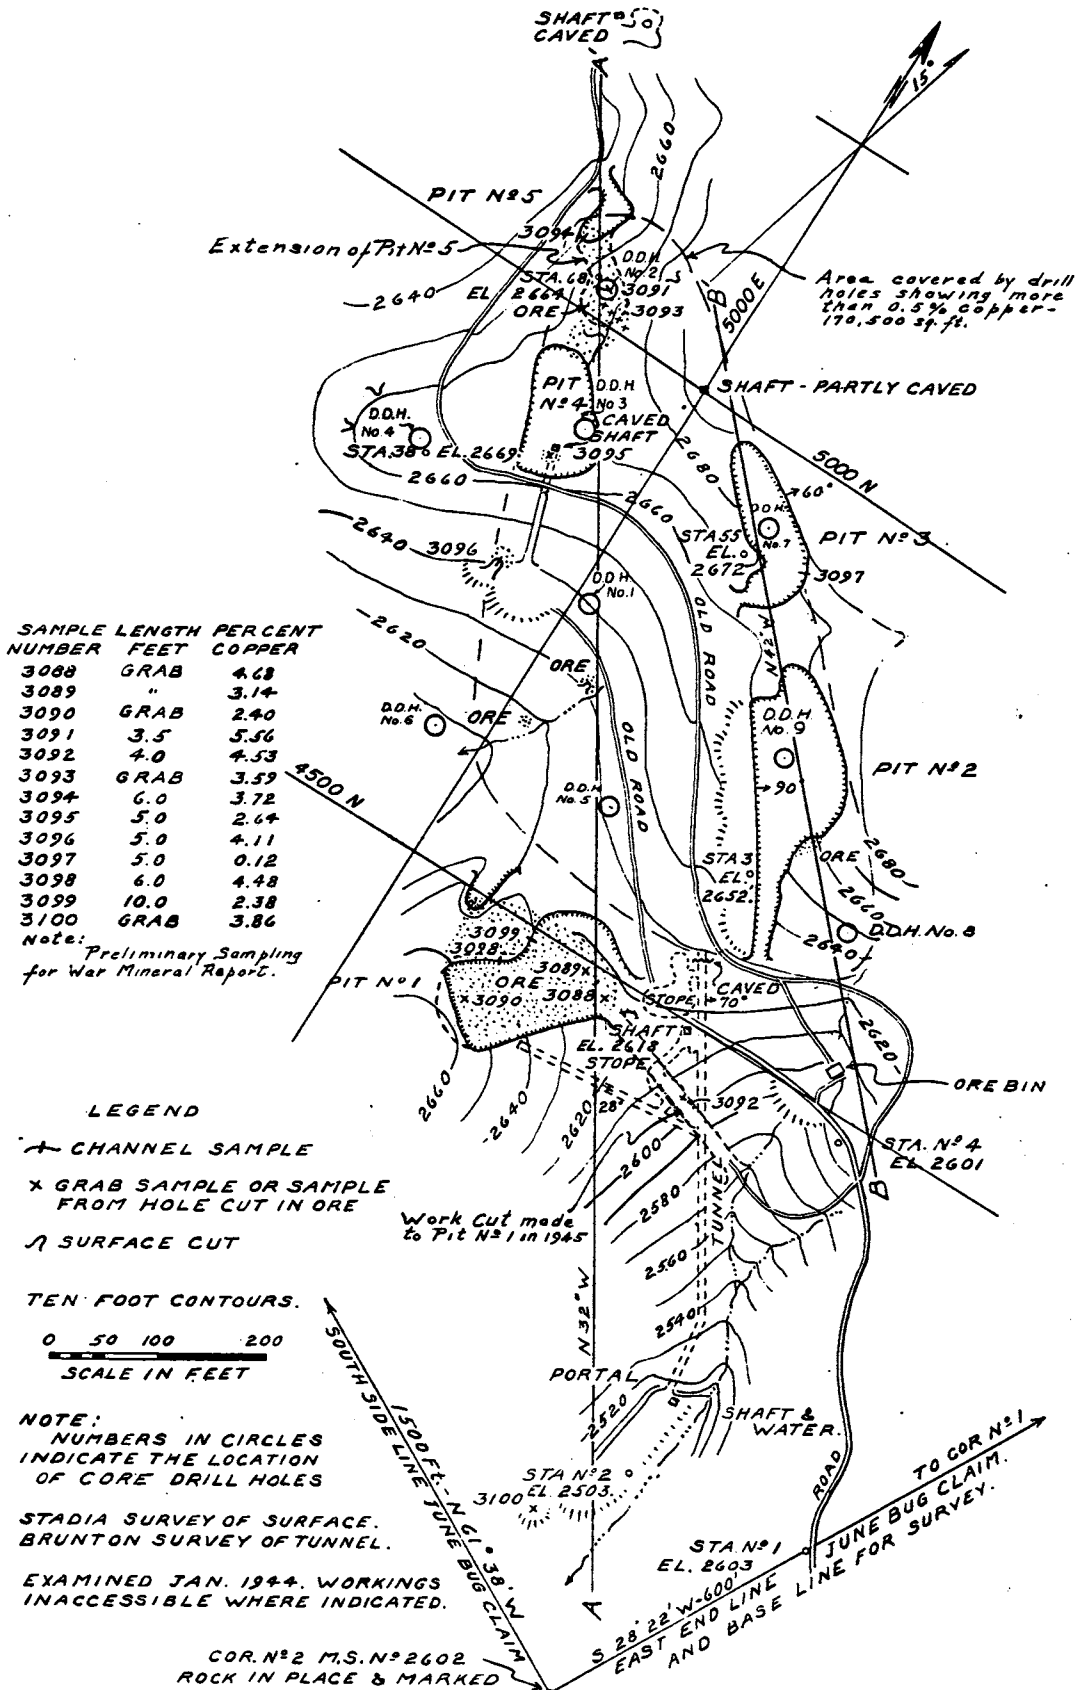 SHAFT
CAVED
A'
15°
2660
PIT Nº 5
3094
Extension of Pit Nº 5
D.D.H.
No. 2
STA. 68
3091
EL. 2664
ORE
3093
2640
B'
5000 E
Area covered by drill
holes showing more
than 0.5% copper-
170,500 sq. ft.
PIT
Nº 4
D.D.H
No 3
CAVED
SHAFT
3095
SHAFT - PARTLY CAVED
D.D.H.
No. 4
STA. 38 EL. 2669
2660
2680
5000 N
2660
60°
D.D.H.
No. 7
PIT Nº 3
STA 55
EL.
2672
3097
2640
3096
D.D.H.
No. 1
OLD ROAD
N 42° W
2620
ORE
SAMPLE LENGTH PERCENT
NUMBER FEET COPPER
3088 GRAB 4.68
3089 " 3.14
3090 GRAB 2.40
3091 3.5 5.56
3092 4.0 4.53
3093 GRAB 3.59
3094 6.0 3.72
3095 5.0 2.64
3096 5.0 4.11
3097 5.0 0.12
3098 6.0 4.48
3099 10.0 2.38
3100 GRAB 3.86
Note:
Preliminary Sampling
for War Mineral Report.
D.D.H.
No. 6
ORE
OLD ROAD
D.D.H.
No. 9
PIT Nº 2
4500 N
D.D.H
No. 5
90°
STA 3
EL.
2652
ORE
2680
2660
2640
D.D.H. No. 8
3099
3098
PIT Nº 1
ORE
3089
3090
3088
STOPE
CAVED
70°
SHAFT
EL. 2618
STOPE
2620
ORE BIN
2660
2640
2620
28°
3092
2600
STA. Nº 4
EL 2601
B
2580
TUNNEL
2560
2540
LEGEND
CHANNEL SAMPLE
x GRAB SAMPLE OR SAMPLE
FROM HOLE CUT IN ORE
SURFACE CUT
Work Cut made
to Pit Nº 1 in 1945
TEN FOOT CONTOURS.
0 50 100 200
SCALE IN FEET
N 32° W
PORTAL
2520
SHAFT &
WATER.
NOTE:
NUMBERS IN CIRCLES
INDICATE THE LOCATION
OF CORE DRILL HOLES
STADIA SURVEY OF SURFACE.
BRUNTON SURVEY OF TUNNEL.
EXAMINED JAN. 1944. WORKINGS
INACCESSIBLE WHERE INDICATED.
1500 Ft. - N 61° 38' W
SOUTH SIDE LINE JUNE BUG CLAIM
STA Nº 2
EL. 2503.
3100
A
ROAD
STA. Nº 1
EL. 2603
TO COR Nº 1
JUNE BUG CLAIM.
S 28° 22' W-600'
EAST END LINE
AND BASE LINE FOR SURVEY.
COR. Nº 2 M.S. Nº 2602
ROCK IN PLACE & MARKED